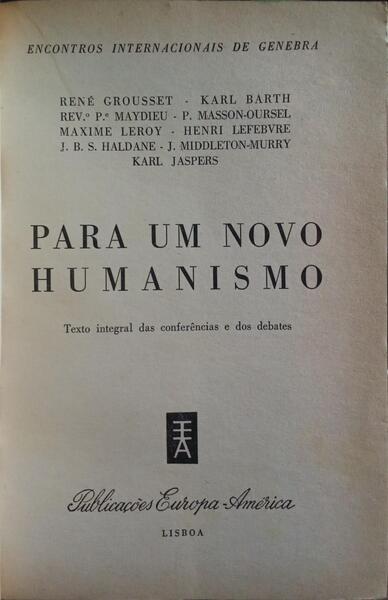 ENCONTROS INTERNACIONAIS DE GENEBRA
RENÉ GROUSSET - KARL BARTH
REV.º P.e MAYDIEU - P. MASSON-OURSEL
MAXIME LEROY - HENRI LEFEBVRE
J. B. S. HALDANE - J. MIDDLETON-MURRY
KARL JASPERS
PARA UM NOVO
HUMANISMO
Texto integral das conferências e dos debates
EA
Publicações Europa-América
LISBOA